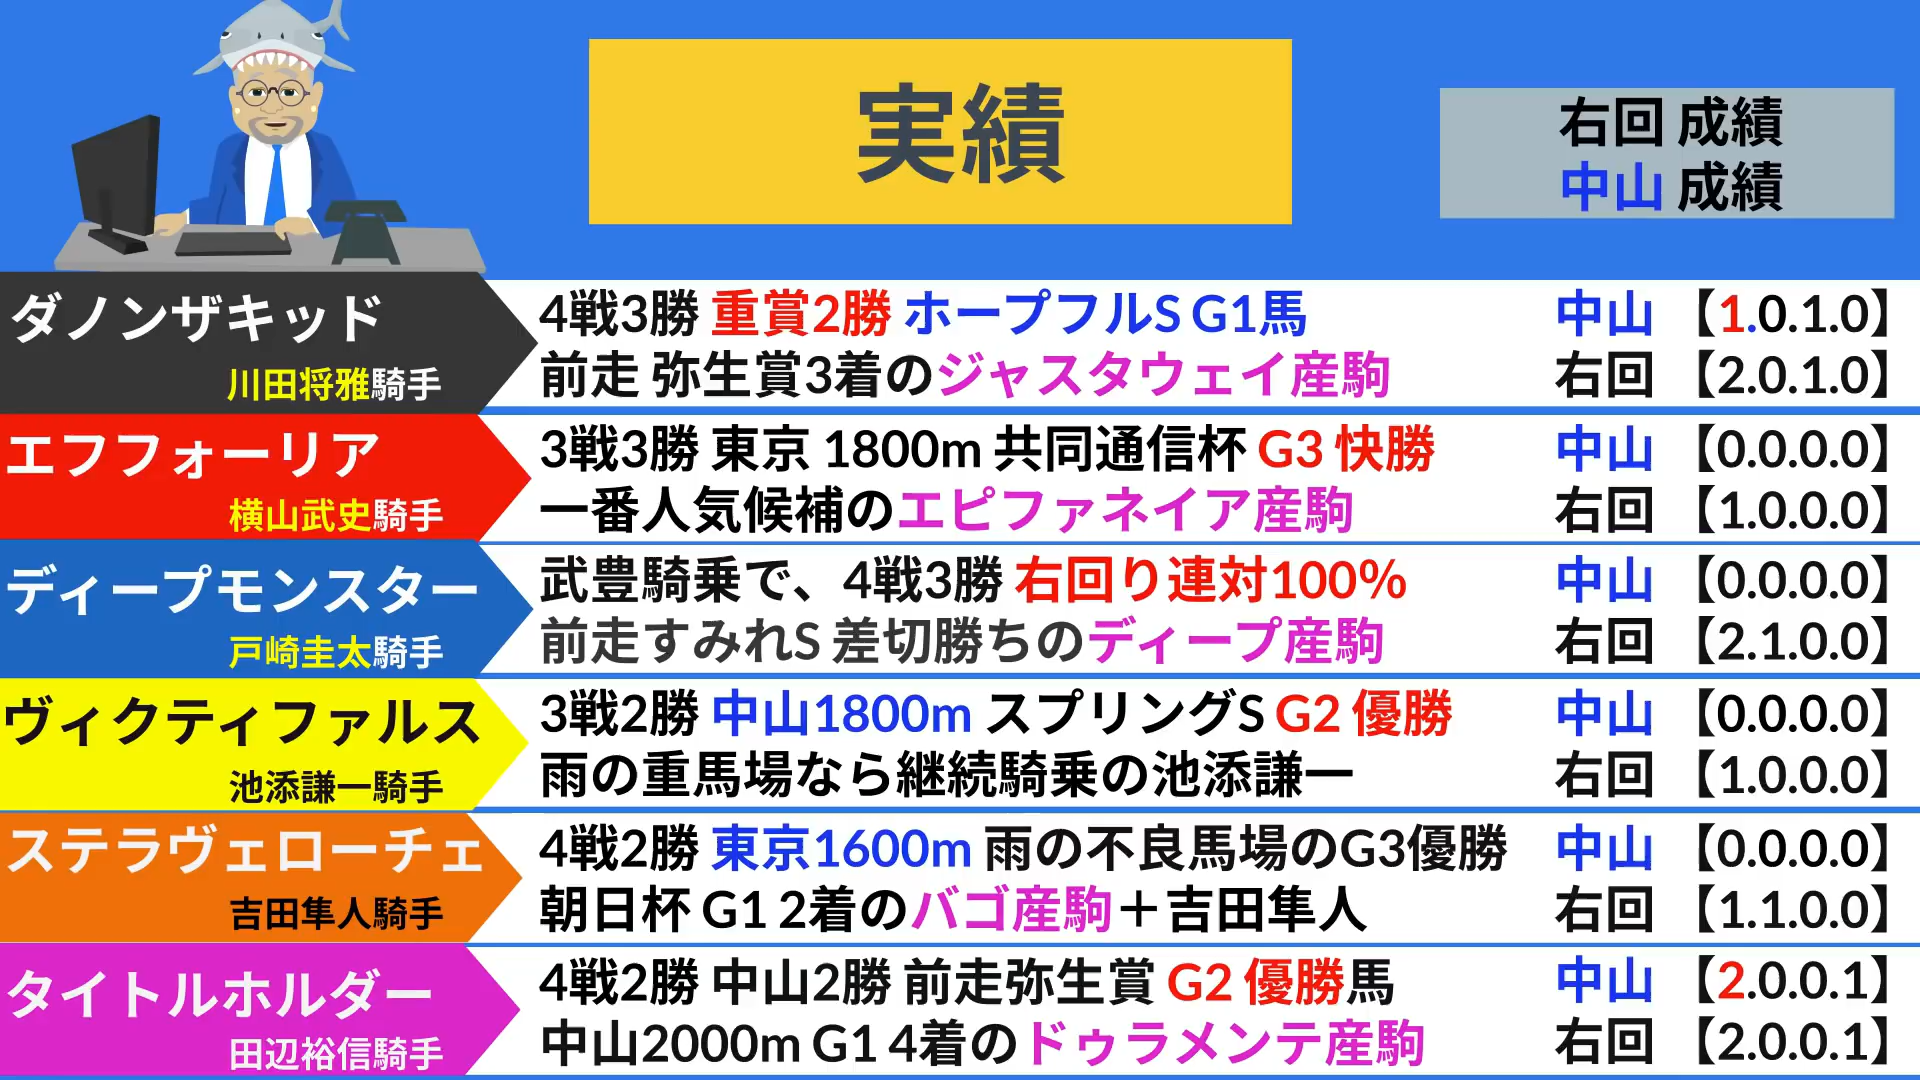 実績
右回 成績
中山 成績
ダノンザキッド
川田将雅騎手
4戦3勝 重賞2勝 ホープフルS G1馬
前走 弥生賞3着のジャスタウェイ産駒
中山 【1.0.1.0】
右回 【2.0.1.0】
エフフォーリア
横山武史騎手
3戦3勝 東京 1800m 共同通信杯 G3 快勝
一番人気候補のエピファネイア産駒
中山 【0.0.0.0】
右回 【1.0.0.0】
ディープモンスター
戸崎圭太騎手
武豊騎乗で、4戦3勝 右回り連対100%
前走すみれS 差切勝ちのディープ産駒
中山 【0.0.0.0】
右回 【2.1.0.0】
ヴィクティファルス
池添謙一騎手
3戦2勝 中山1800m スプリングS G2 優勝
雨の重馬場なら継続騎乗の池添謙一
中山 【0.0.0.0】
右回 【1.0.0.0】
ステラヴェローチェ
吉田隼人騎手
4戦2勝 東京1600m 雨の不良馬場のG3優勝
朝日杯 G1 2着のバゴ産駒＋吉田隼人
中山 【0.0.0.0】
右回 【1.1.0.0】
タイトルホルダー
田辺裕信騎手
4戦2勝 中山2勝 前走弥生賞 G2 優勝馬
中山2000m G1 4着のドゥラメンテ産駒
中山 【2.0.0.1】
右回 【2.0.0.1】